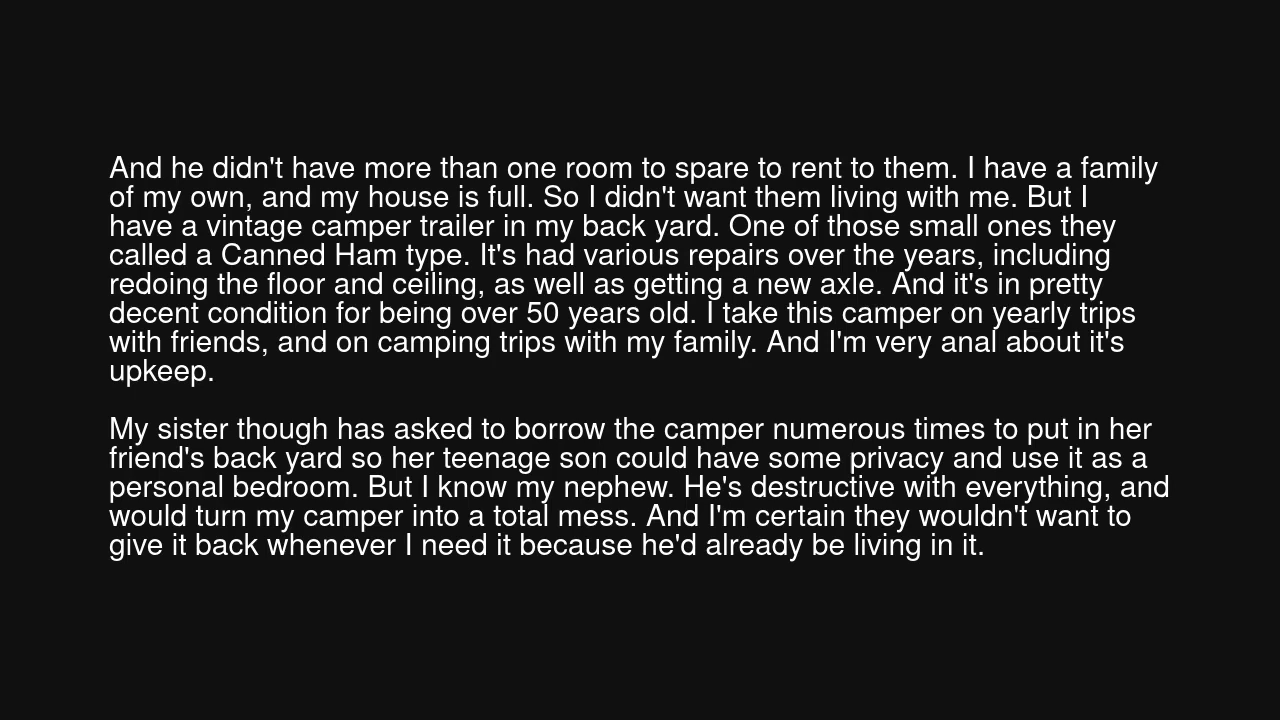 And he didn't have more than one room to spare to rent to them. I have a family
of my own, and my house is full. So I didn't want them living with me. But I
have a vintage camper trailer in my back yard. One of those small ones they
called a Canned Ham type. It's had various repairs over the years, including
redoing the floor and ceiling, as well as getting a new axle. And it's in pretty
decent condition for being over 50 years old. I take this camper on yearly trips
with friends, and on camping trips with my family. And I'm very anal about it's
upkeep.
My sister though has asked to borrow the camper numerous times to put in her
friend's back yard so her teenage son could have some privacy and use it as a
personal bedroom. But I know my nephew. He's destructive with everything, and
would turn my camper into a total mess. And I'm certain they wouldn't want to
give it back whenever I need it because he'd already be living in it.